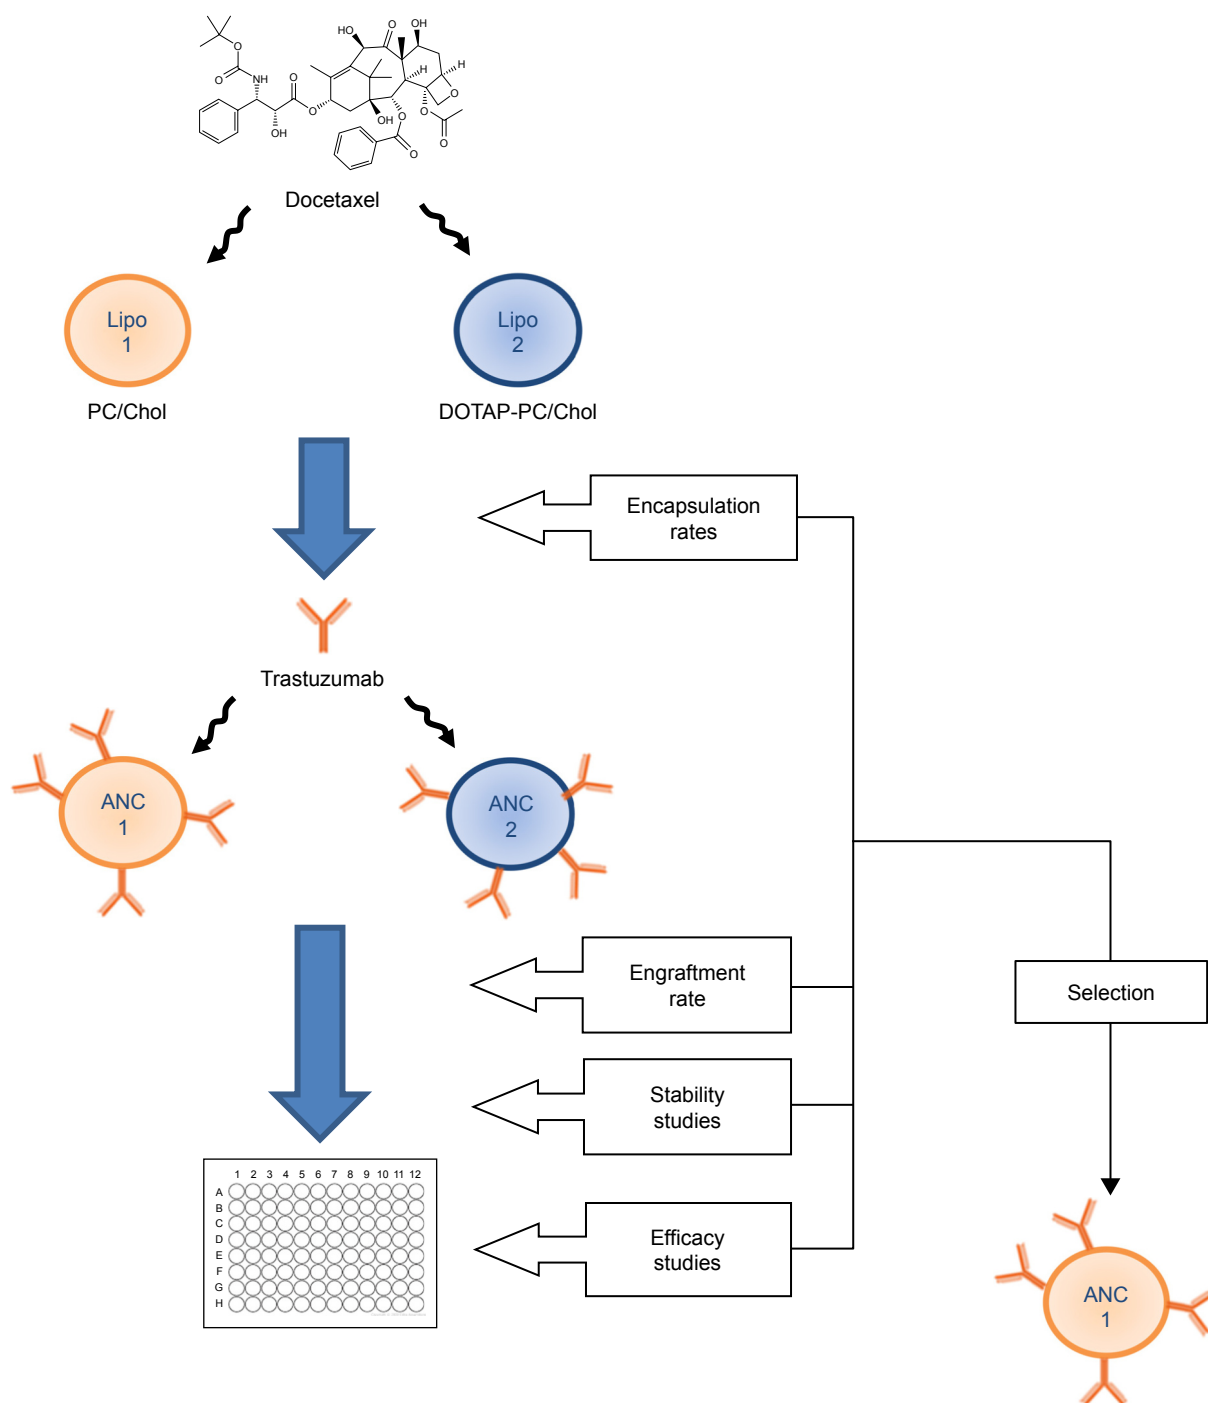 HO
O
OH
O
O
NH
O
O
O
OH
OH
H
H
O
O
O
O
O
Docetaxel
Lipo
1
Lipo
2
PC/Chol
DOTAP-PC/Chol
Encapsulation
rates
Trastuzumab
ANC
1
ANC
2
Engraftment
rate
Selection
Stability
studies
1 2 3 4 5 6 7 8 9 10 11 12
A
B
C
D
E
F
G
H
Efficacy
studies
ANC
1